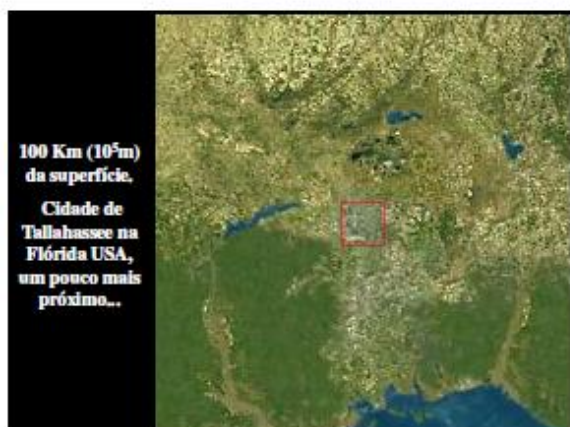 100 Km (10⁵m)
da superfície,
Cidade de
Tallahassee na
Flórida USA,
um pouco mais
próximo...